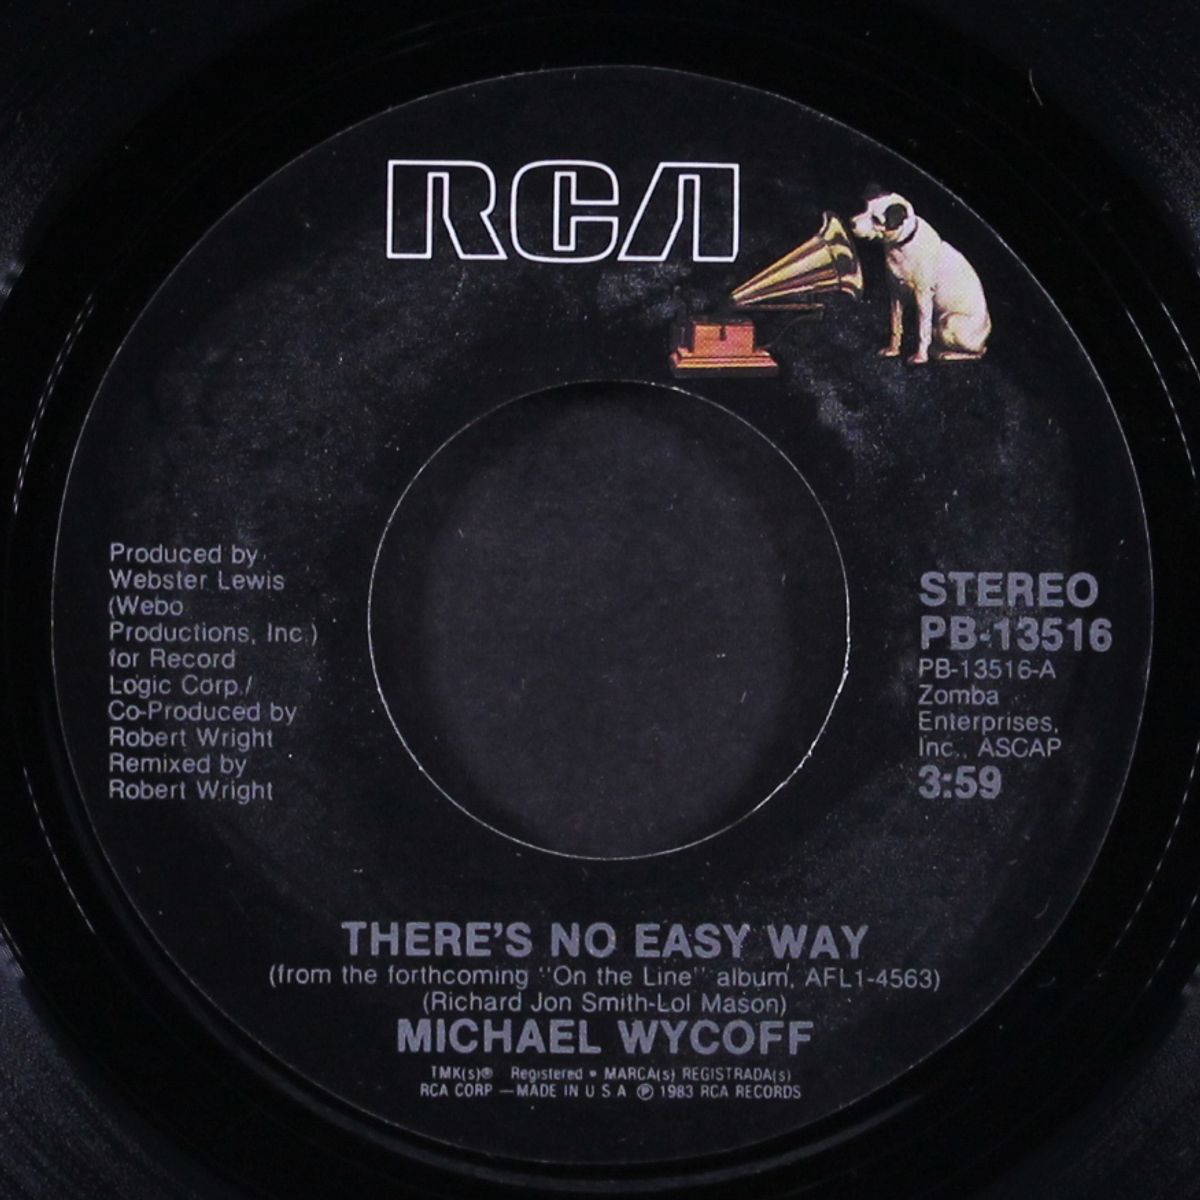 RCA
Produced by
Webster Lewis
(Webo
Productions, Inc.)
for Record
Logic Corp./
Co-Produced by
Robert Wright
Remixed by
Robert Wright
STEREO
PB-13516
PB-13516-A
Zomba
Enterprises,
Inc., ASCAP
3:59
THERE'S NO EASY WAY
(from the forthcoming "On the Line" album, AFL1-4563)
(Richard Jon Smith-Lol Mason)
MICHAEL WYCOFF
TMK(s)® Registered • MARCA(s) REGISTRADA(s)
RCA CORP —MADE IN U S A ℗ 1983 RCA RECORDS